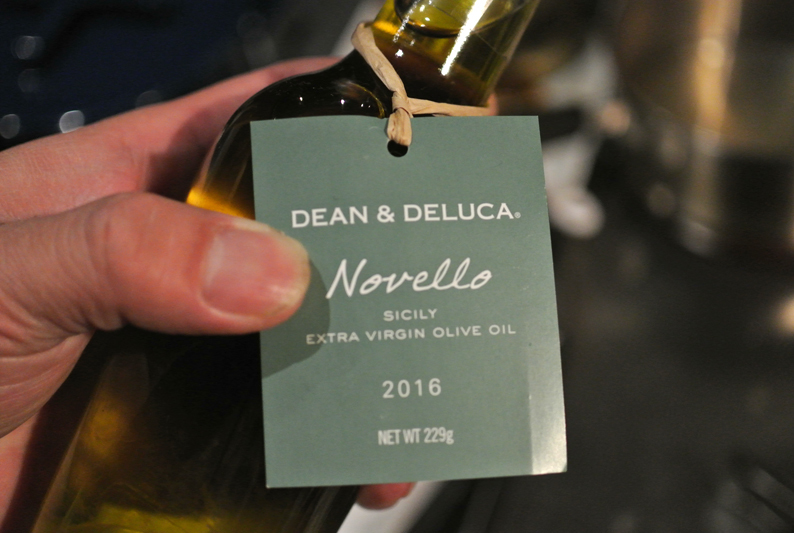 DEAN & DELUCA®
Novello
SICILY
EXTRA VIRGIN OLIVE OIL
2016
NET WT 229g